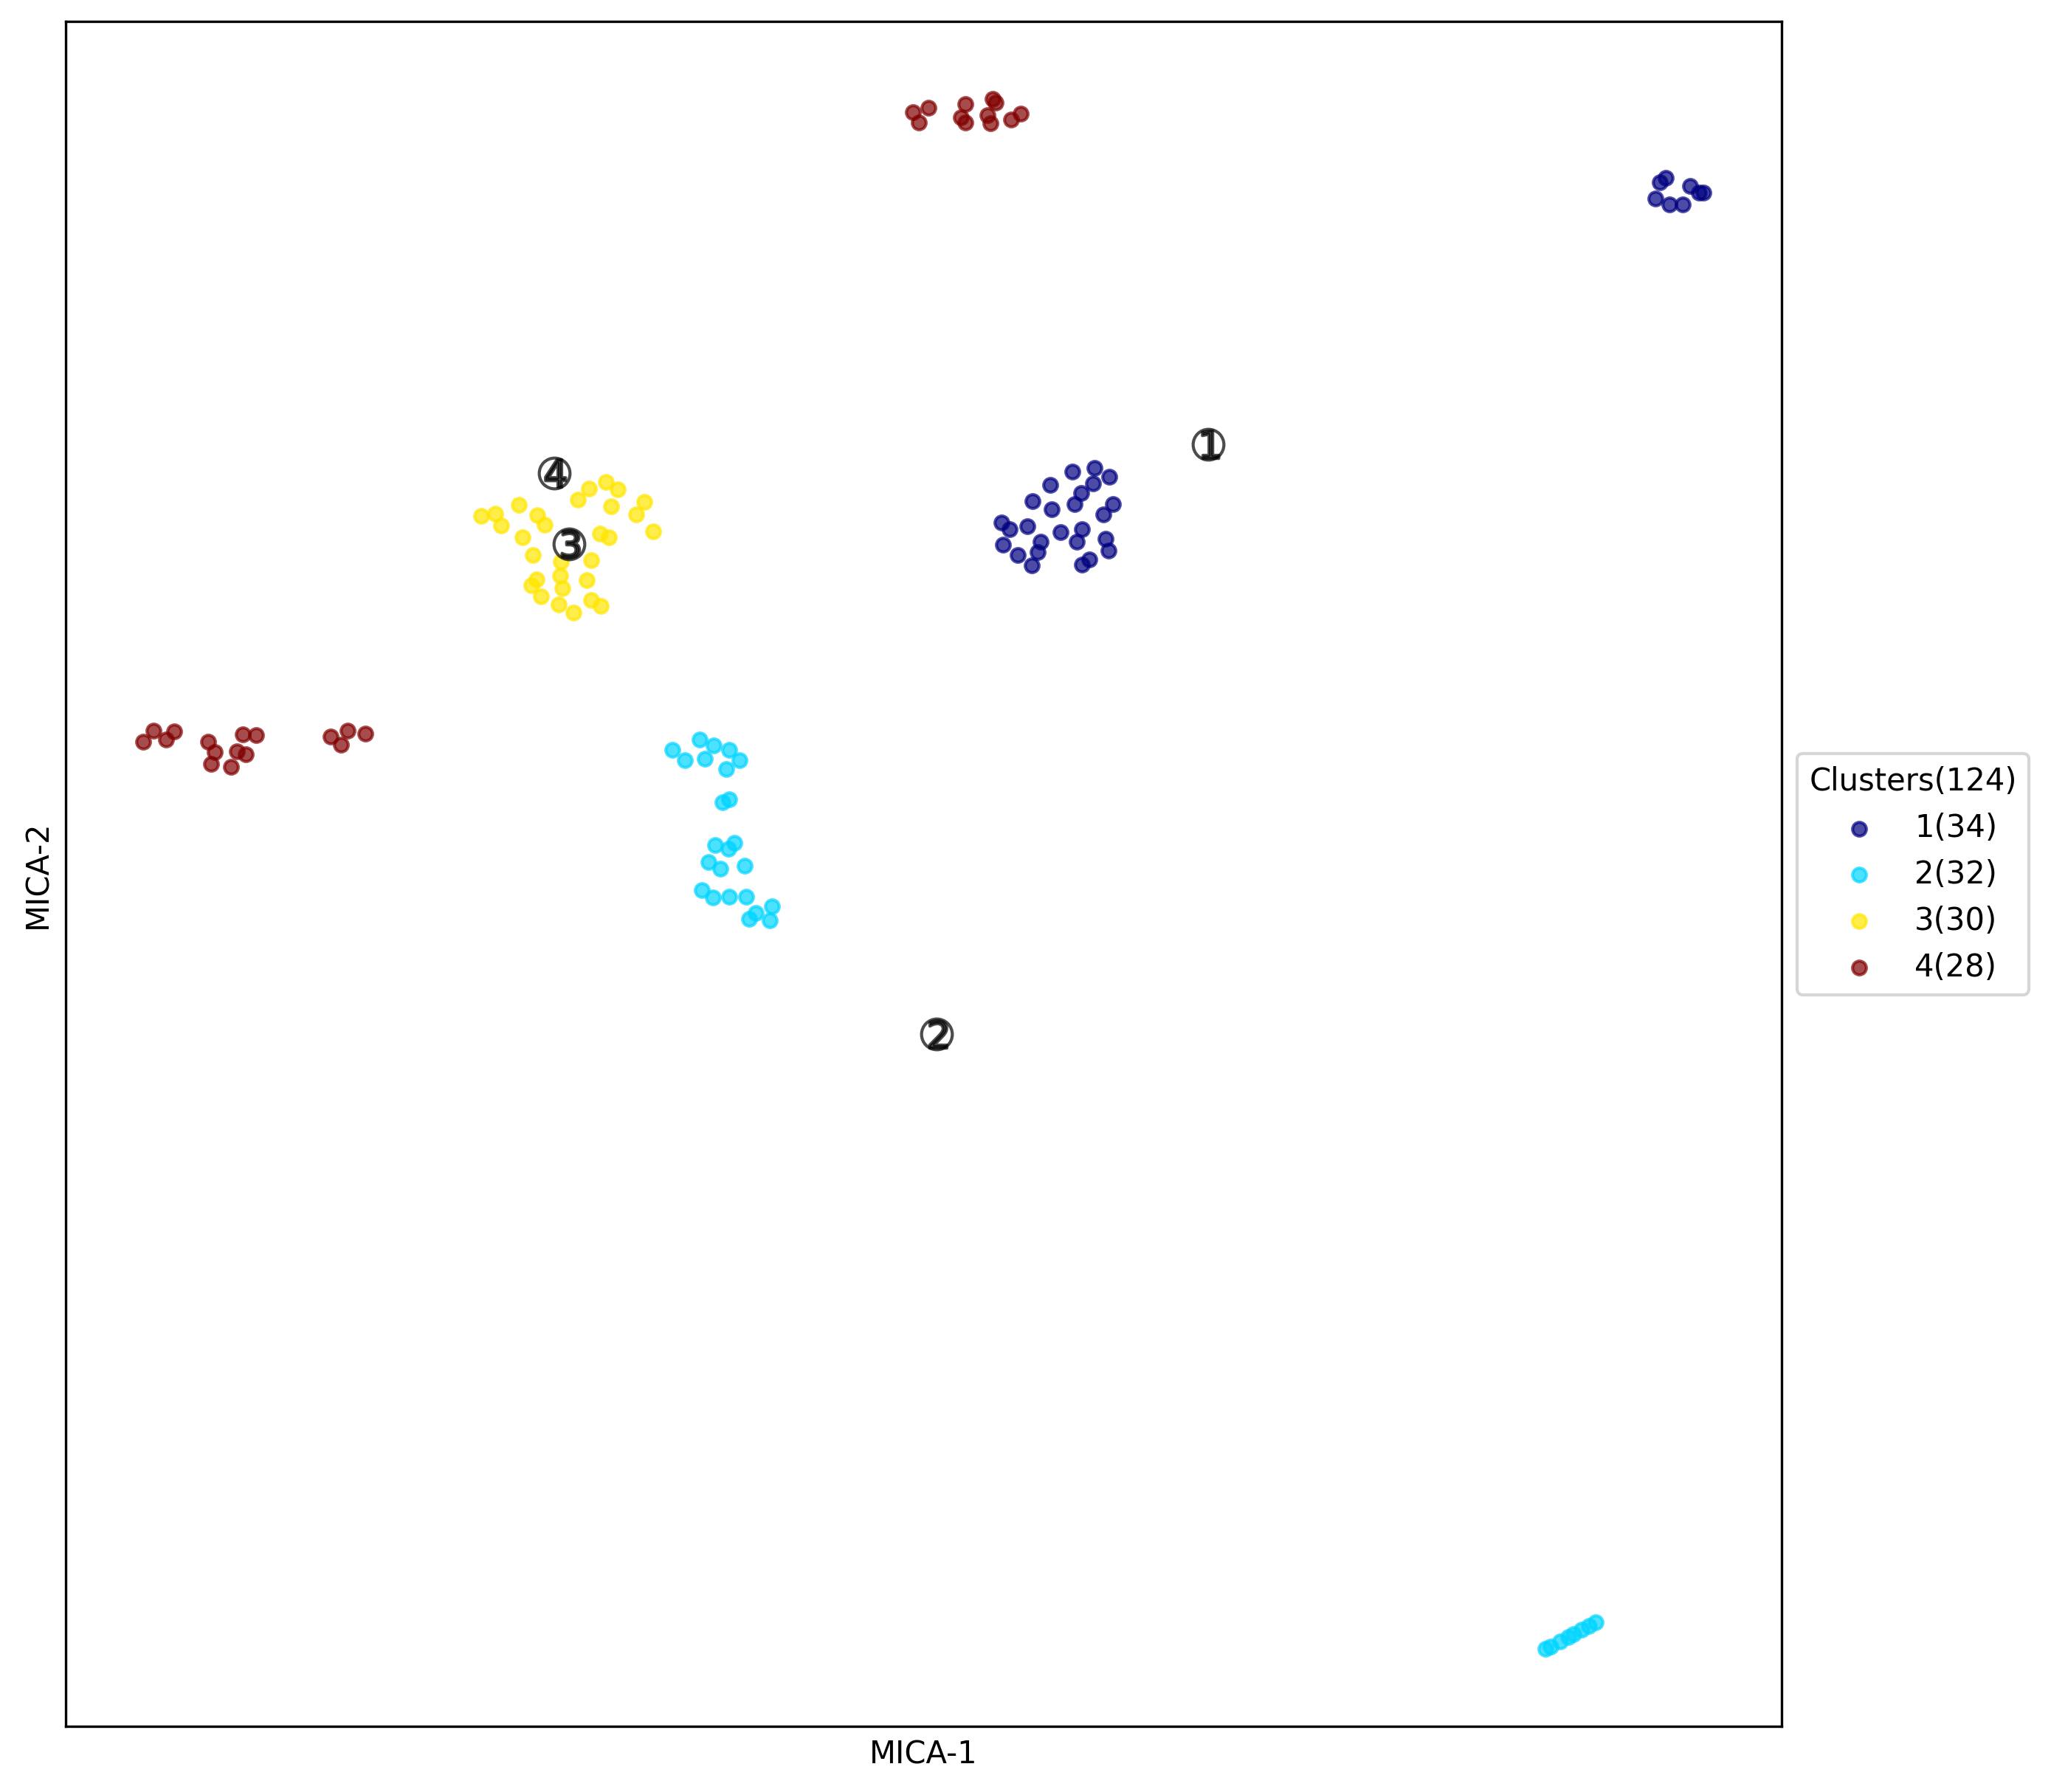 1
4
3
2
MICA-2
MICA-1
Clusters(124)
1(34)
2(32)
3(30)
4(28)